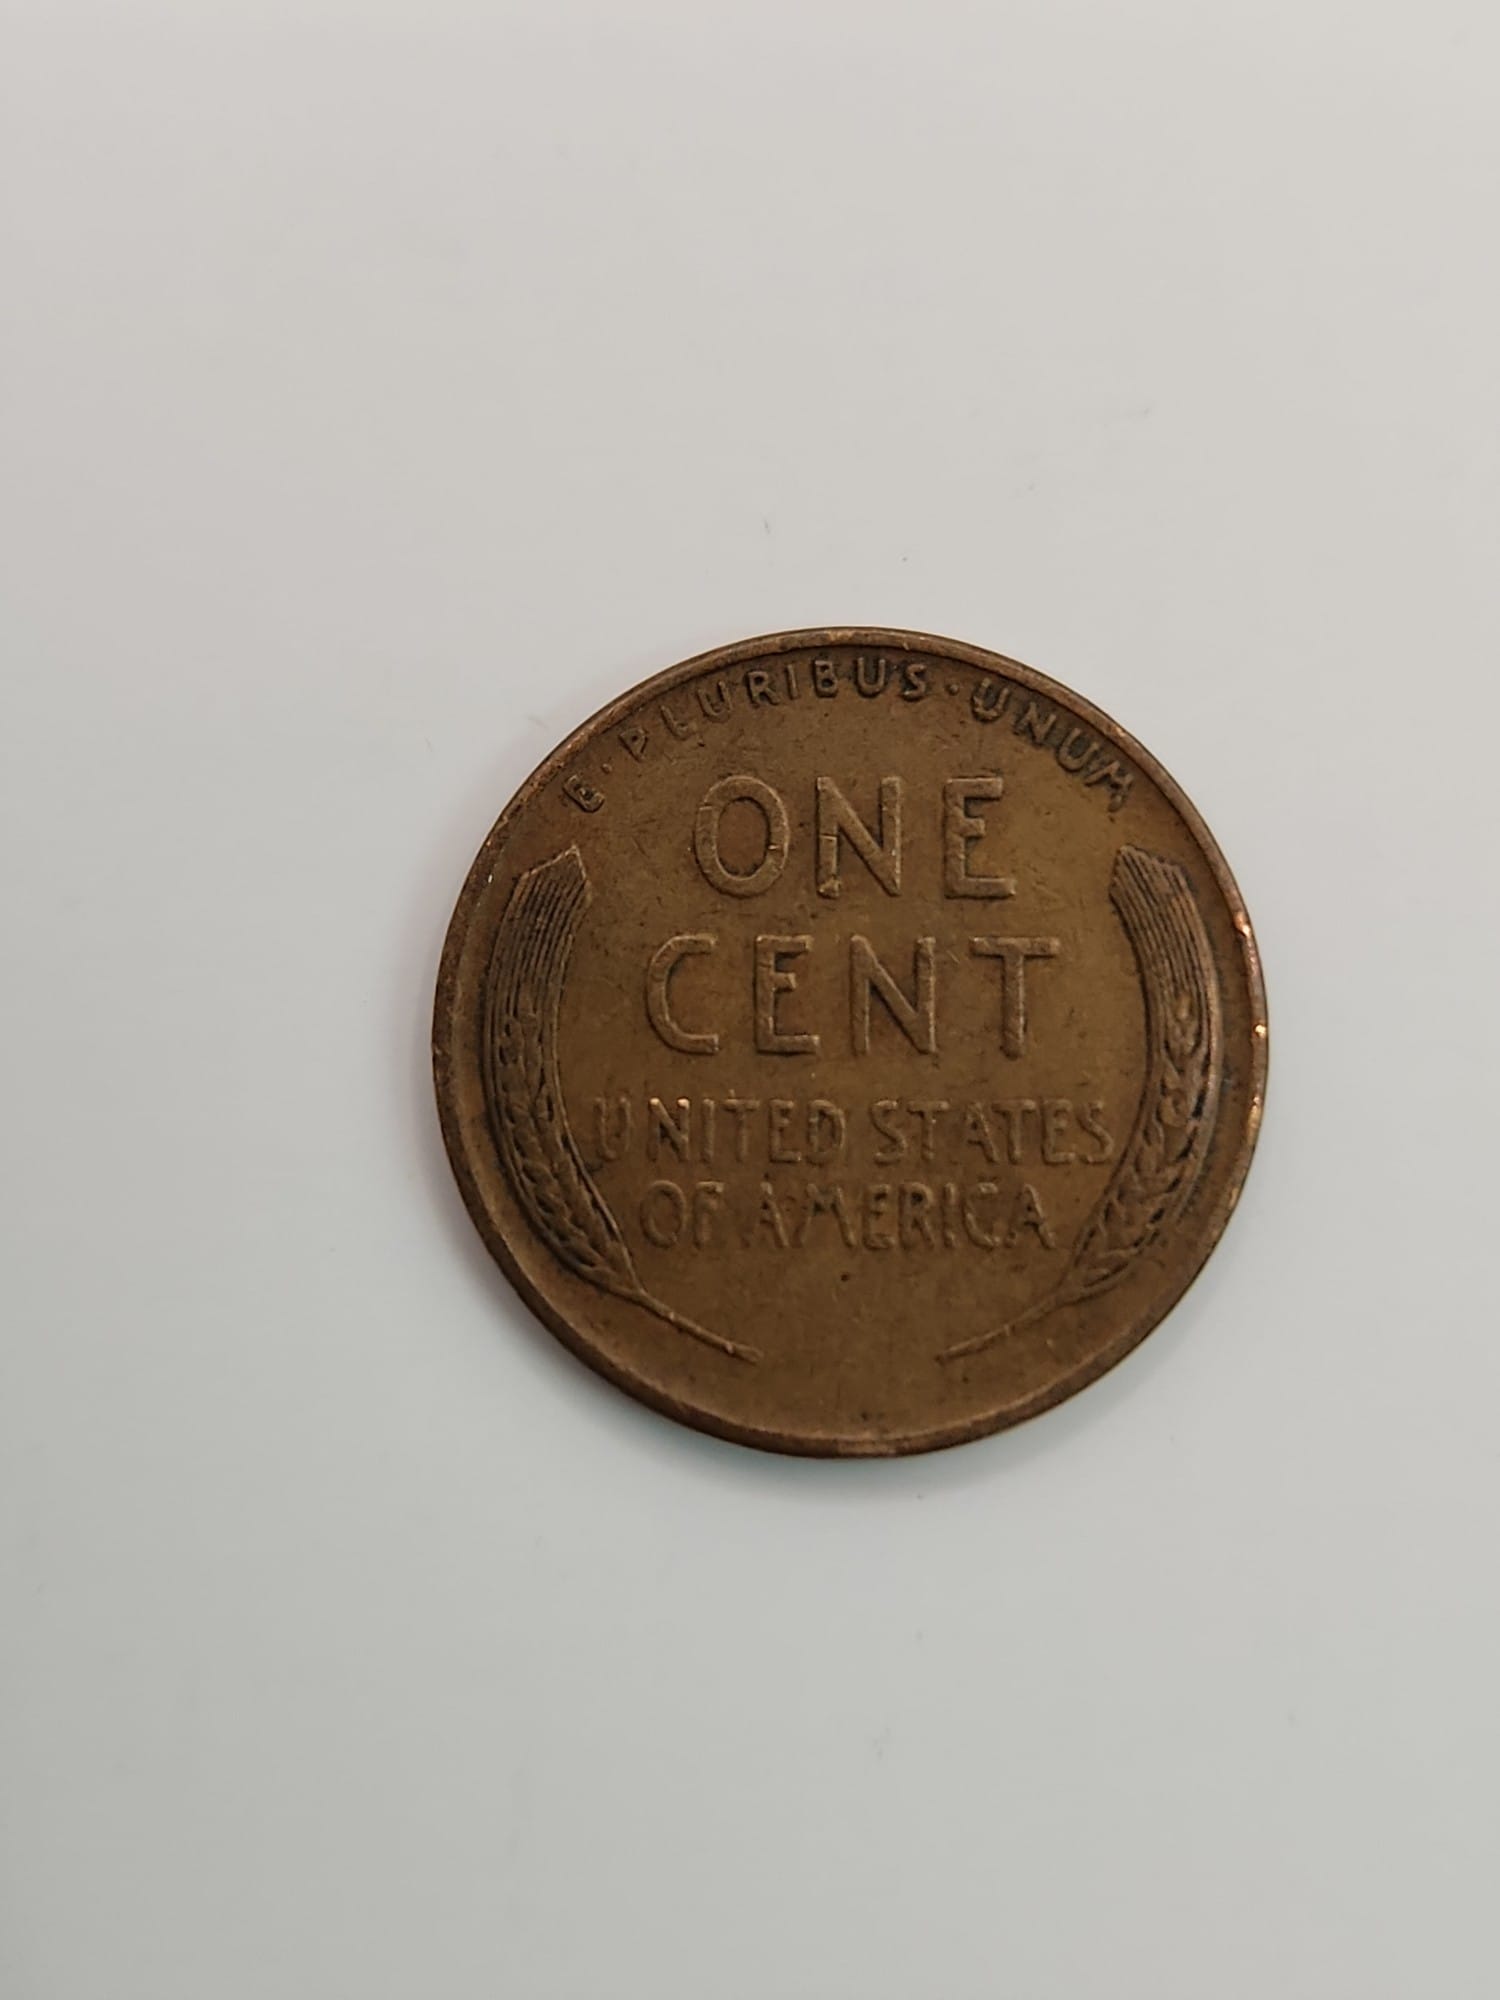 E·PLURIBUS·UNUM
ONE
CENT
UNITED STATES
OF AMERICA